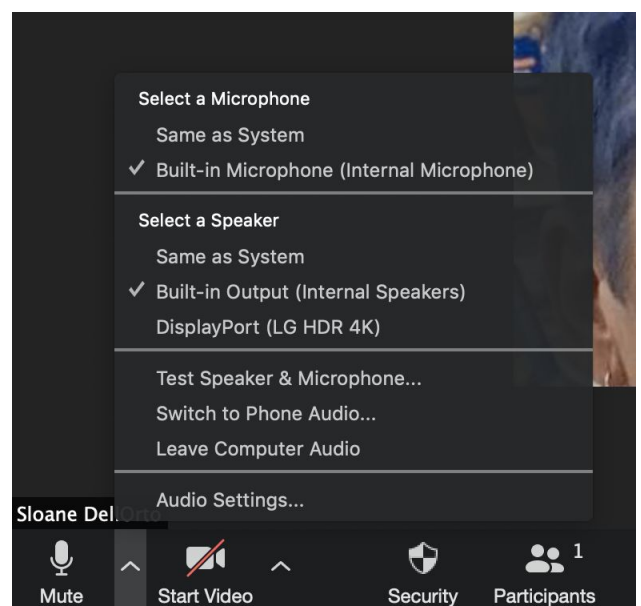 Select a Microphone
Same as System
Built-in Microphone (Internal Microphone)
Select a Speaker
Same as System
Built-in Output (Internal Speakers)
DisplayPort (LG HDR 4K)
Test Speaker & Microphone...
Switch to Phone Audio...
Leave Computer Audio
Audio Settings...
Sloane Dell'Orto
1
Mute Start Video Security Participants